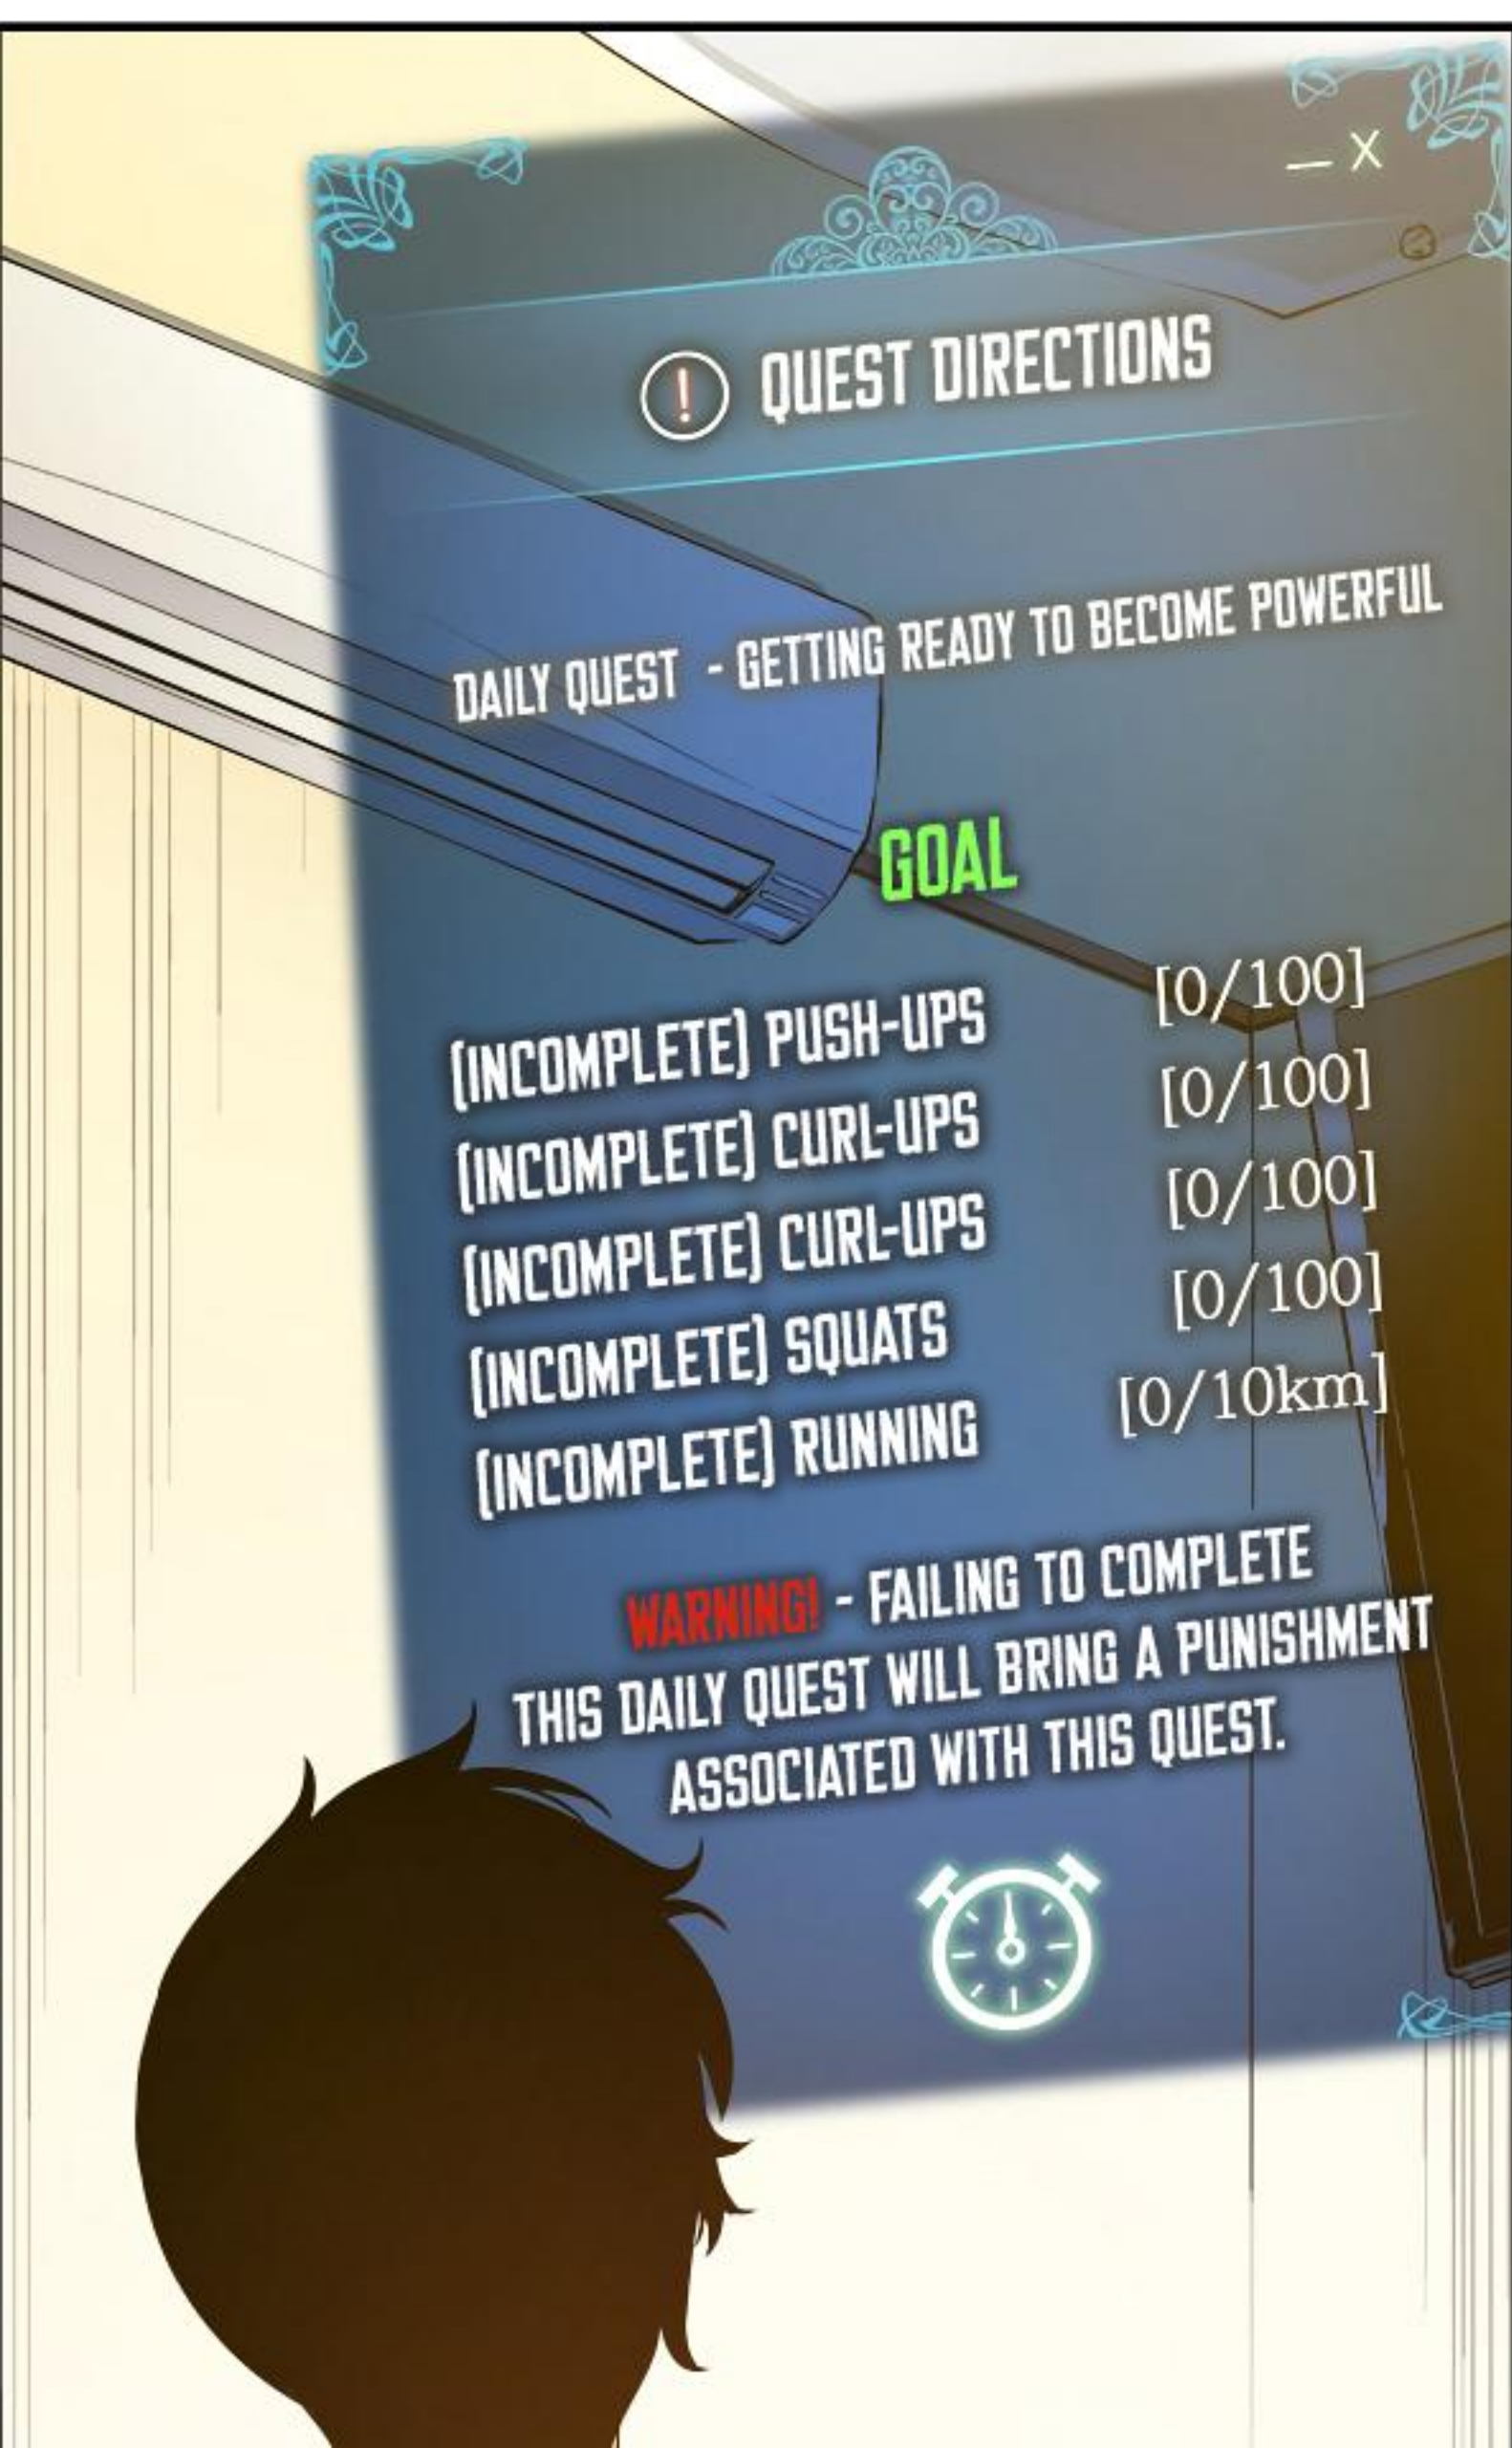 _ X
! QUEST DIRECTIONS
DAILY QUEST - GETTING READY TO BECOME POWERFUL
GOAL
[INCOMPLETE] PUSH-UPS [0/100]
[INCOMPLETE] CURL-UPS [0/100]
[INCOMPLETE] CURL-UPS [0/100]
[INCOMPLETE] SQUATS [0/100]
[INCOMPLETE] RUNNING [0/10km]
WARNING! - FAILING TO COMPLETE
THIS DAILY QUEST WILL BRING A PUNISHMENT
ASSOCIATED WITH THIS QUEST.